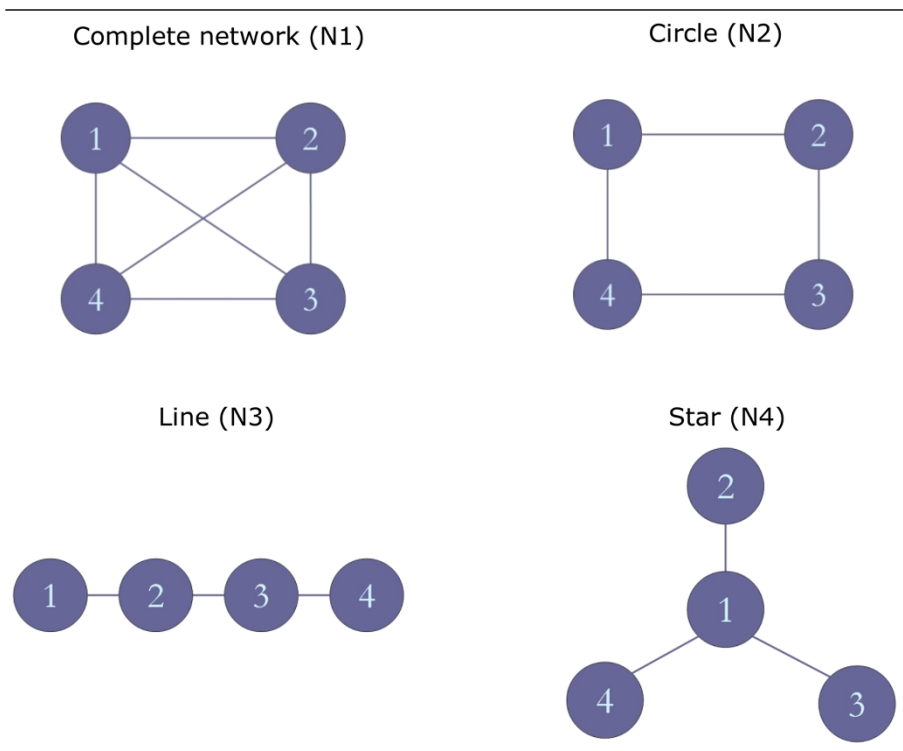 Complete network (N1)
1 2
4 3
Circle (N2)
1 2
4 3
Line (N3)
1 2 3 4
Star (N4)
2
1
4 3